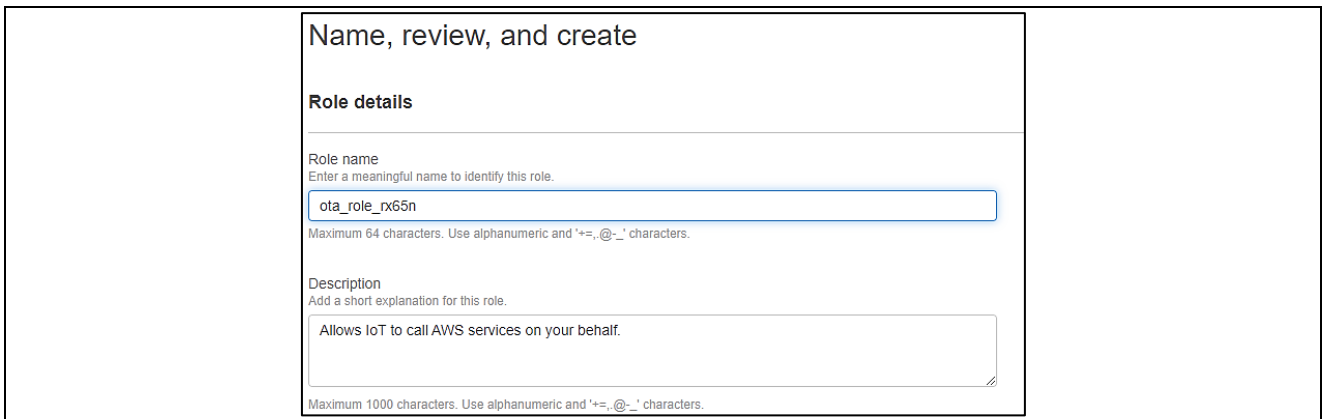 Name, review, and create
Role details
Role name
Enter a meaningful name to identify this role.
ota_role_rx65n
Maximum 64 characters. Use alphanumeric and '+=,.@-_' characters.
Description
Add a short explanation for this role.
Allows IoT to call AWS services on your behalf.
Maximum 1000 characters. Use alphanumeric and '+=,.@-_' characters.